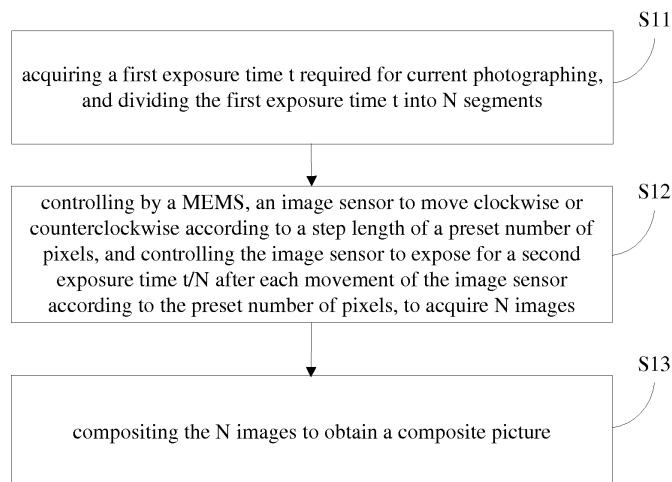 S11
acquiring a first exposure time t required for current photographing,
and dividing the first exposure time t into N segments
S12
controlling by a MEMS, an image sensor to move clockwise or
counterclockwise according to a step length of a preset number of
pixels, and controlling the image sensor to expose for a second
exposure time t/N after each movement of the image sensor
according to the preset number of pixels, to acquire N images
S13
compositing the N images to obtain a composite picture